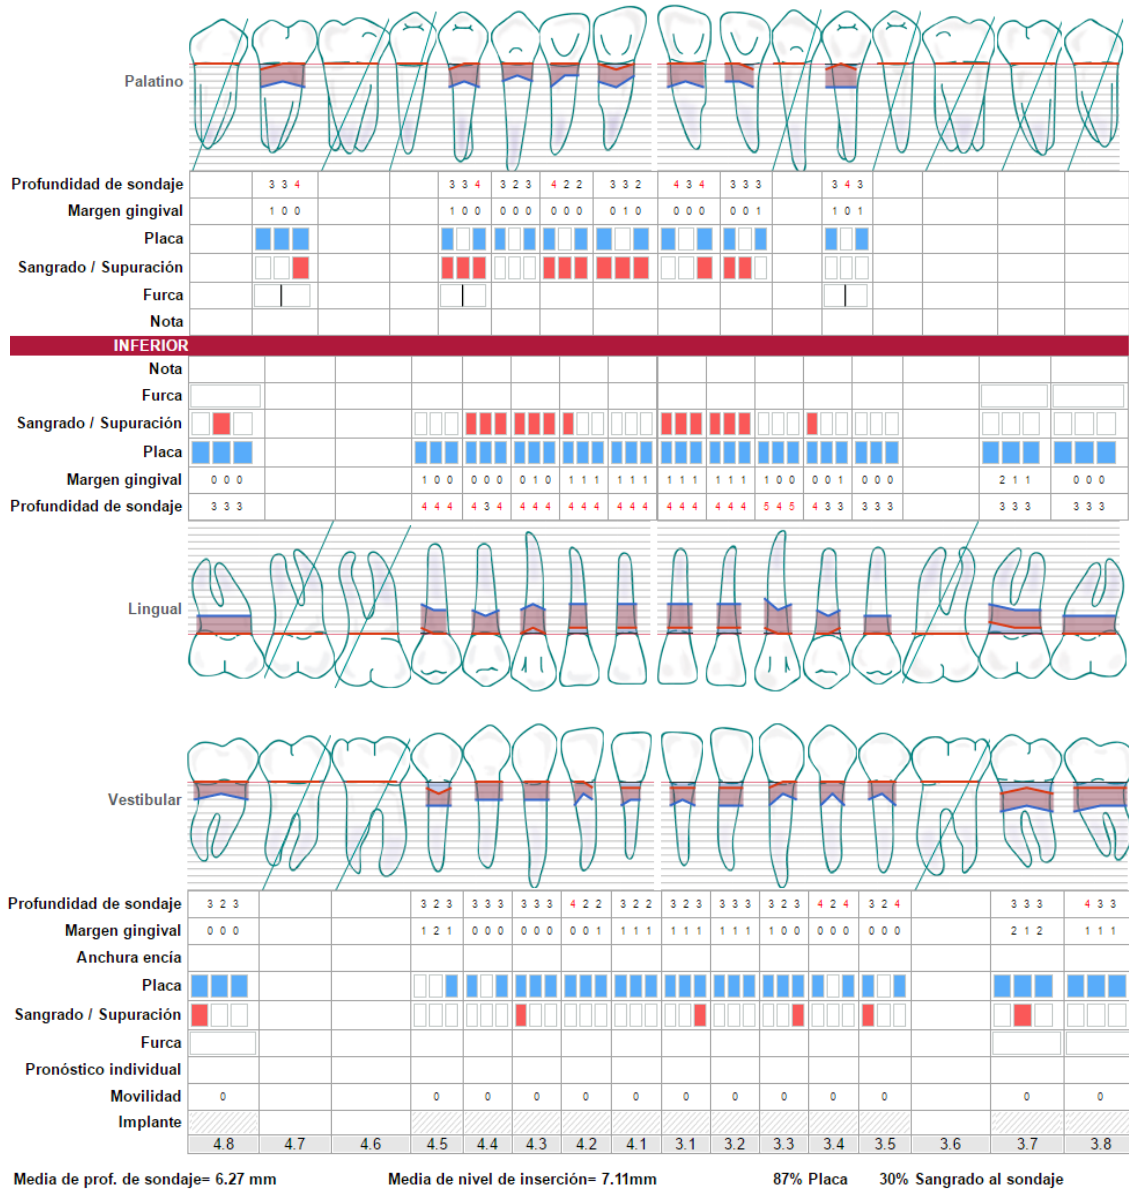 Palatino
Profundidad de sondaje 3 3 4 3 3 4 3 2 3 4 2 2 3 3 2 4 3 4 3 3 3 3 4 3
Margen gingival 1 0 0 1 0 0 0 0 0 0 0 0 0 1 0 0 0 0 0 0 1 1 0 1
Placa
Sangrado / Supuración
Furca
Nota
INFERIOR
Nota
Furca
Sangrado / Supuración
Placa
Margen gingival 0 0 0 1 0 0 0 0 0 0 1 0 1 1 1 1 1 1 1 1 1 1 1 1 1 0 0 0 0 1 0 0 0 2 1 1 0 0 0
Profundidad de sondaje 3 3 3 4 4 4 4 3 4 4 4 4 4 4 4 4 4 4 4 4 4 4 4 4 5 4 5 4 3 3 3 3 3 3 3 3 3 3 3
Lingual
Vestibular
Profundidad de sondaje 3 2 3 3 2 3 3 3 3 3 3 3 4 2 2 3 2 2 3 2 3 3 3 3 3 2 3 4 2 4 3 2 4 3 3 3 4 3 3
Margen gingival 0 0 0 1 2 1 0 0 0 0 0 0 0 0 1 1 1 1 1 1 1 1 1 1 1 0 0 0 0 0 0 0 0 2 1 2 1 1 1
Anchura encía
Placa
Sangrado / Supuración
Furca
Pronóstico individual
Movilidad 0 0 0 0 0 0 0 0 0 0 0 0 0
Implante
4.8 4.7 4.6 4.5 4.4 4.3 4.2 4.1 3.1 3.2 3.3 3.4 3.5 3.6 3.7 3.8
Media de prof. de sondaje= 6.27 mm Media de nivel de inserción= 7.11mm 87% Placa 30% Sangrado al sondaje